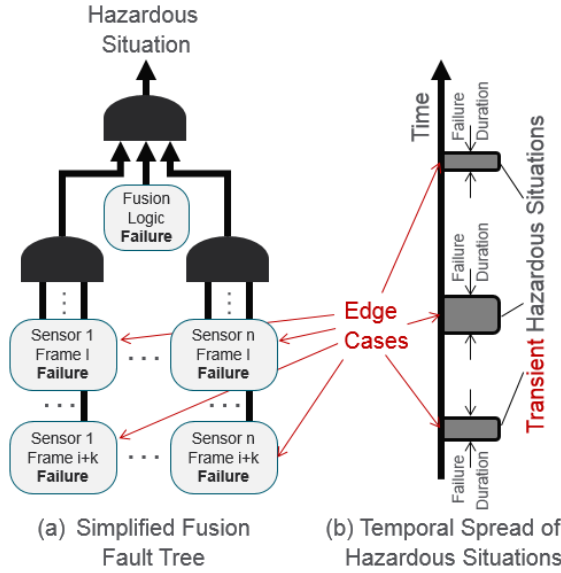 Hazardous
Situation
Fusion
Logic
Failure
Sensor 1
Frame I
Failure
Sensor n
Frame I
Failure
Sensor 1
Frame i+k
Failure
Sensor n
Frame i+k
Failure
Edge
Cases
(a) Simplified Fusion
Fault Tree
Time
Failure
Duration
Failure
Duration
Failure
Duration
Transient Hazardous Situations
(b) Temporal Spread of
Hazardous Situations